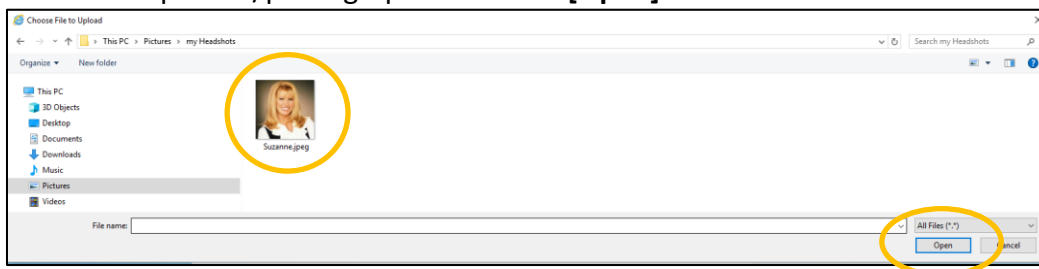 Choose File to Upload
This PC > Pictures > my Headshots
Search my Headshots
Organize
New folder
This PC
3D Objects
Desktop
Documents
Downloads
Music
Pictures
Videos
Suzanne.jpeg
File name:
All Files (*.*)
Open
Cancel